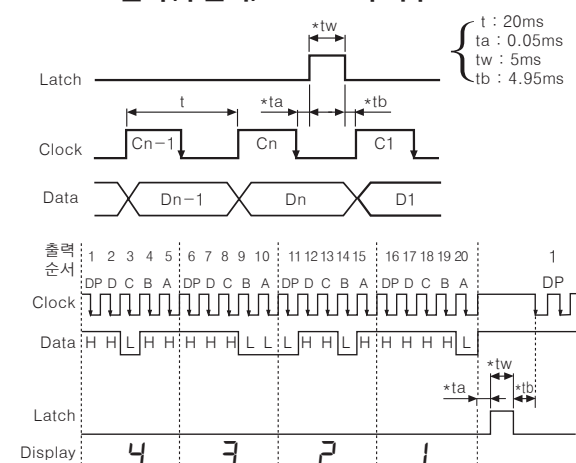 *tw
t : 20ms
ta : 0.05ms
tw : 5ms
tb : 4.95ms
Latch
t
*ta
*tb
Clock
Cn-1
Cn
C1
Data
Dn-1
Dn
D1
출력
순서
1 2 3 4 5 6 7 8 9 10 11 12 13 14 15 16 17 18 19 20 1
DP D C B A DP D C B A DP D C B A DP D C B A DP
Clock
Data H H L H H H H H L L L H H L H H H H H L
*tw
*ta
*tb
Latch
Display 4 3 2 1